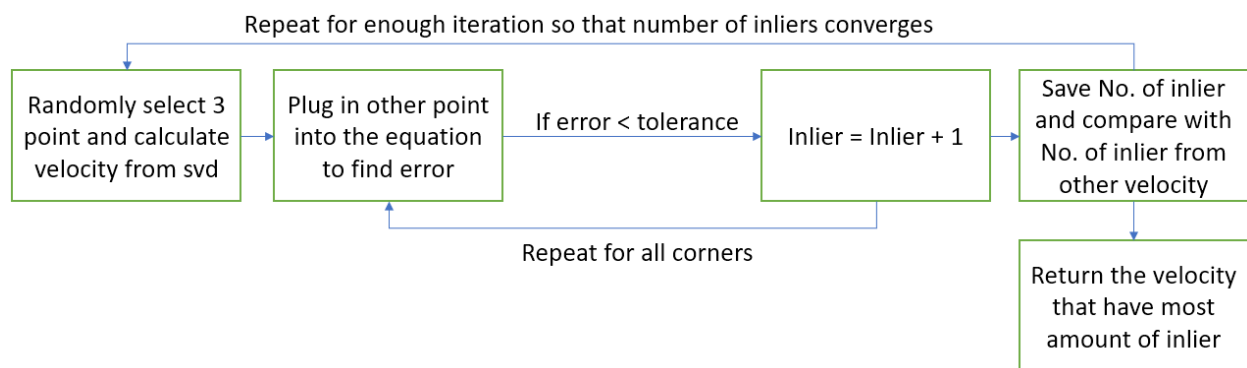 Repeat for enough iteration so that number of inliers converges
Randomly select 3
point and calculate
velocity from svd
Plug in other point
into the equation
to find error
If error < tolerance
Inlier = Inlier + 1
Save No. of inlier
and compare with
No. of inlier from
other velocity
Repeat for all corners
Return the velocity
that have most
amount of inlier